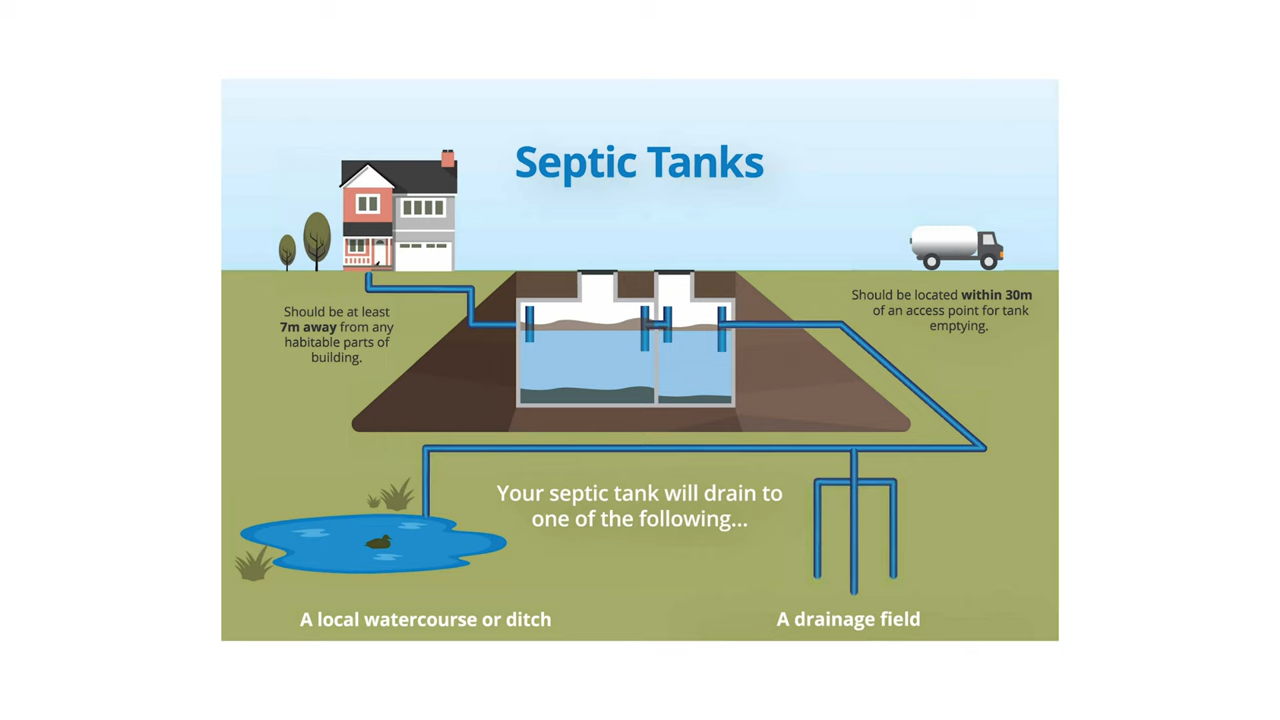 Septic Tanks
Should be at least
7m away from any
habitable parts of
building.
Should be located within 30m
of an access point for tank
emptying.
Your septic tank will drain to
one of the following...
A local watercourse or ditch
A drainage field